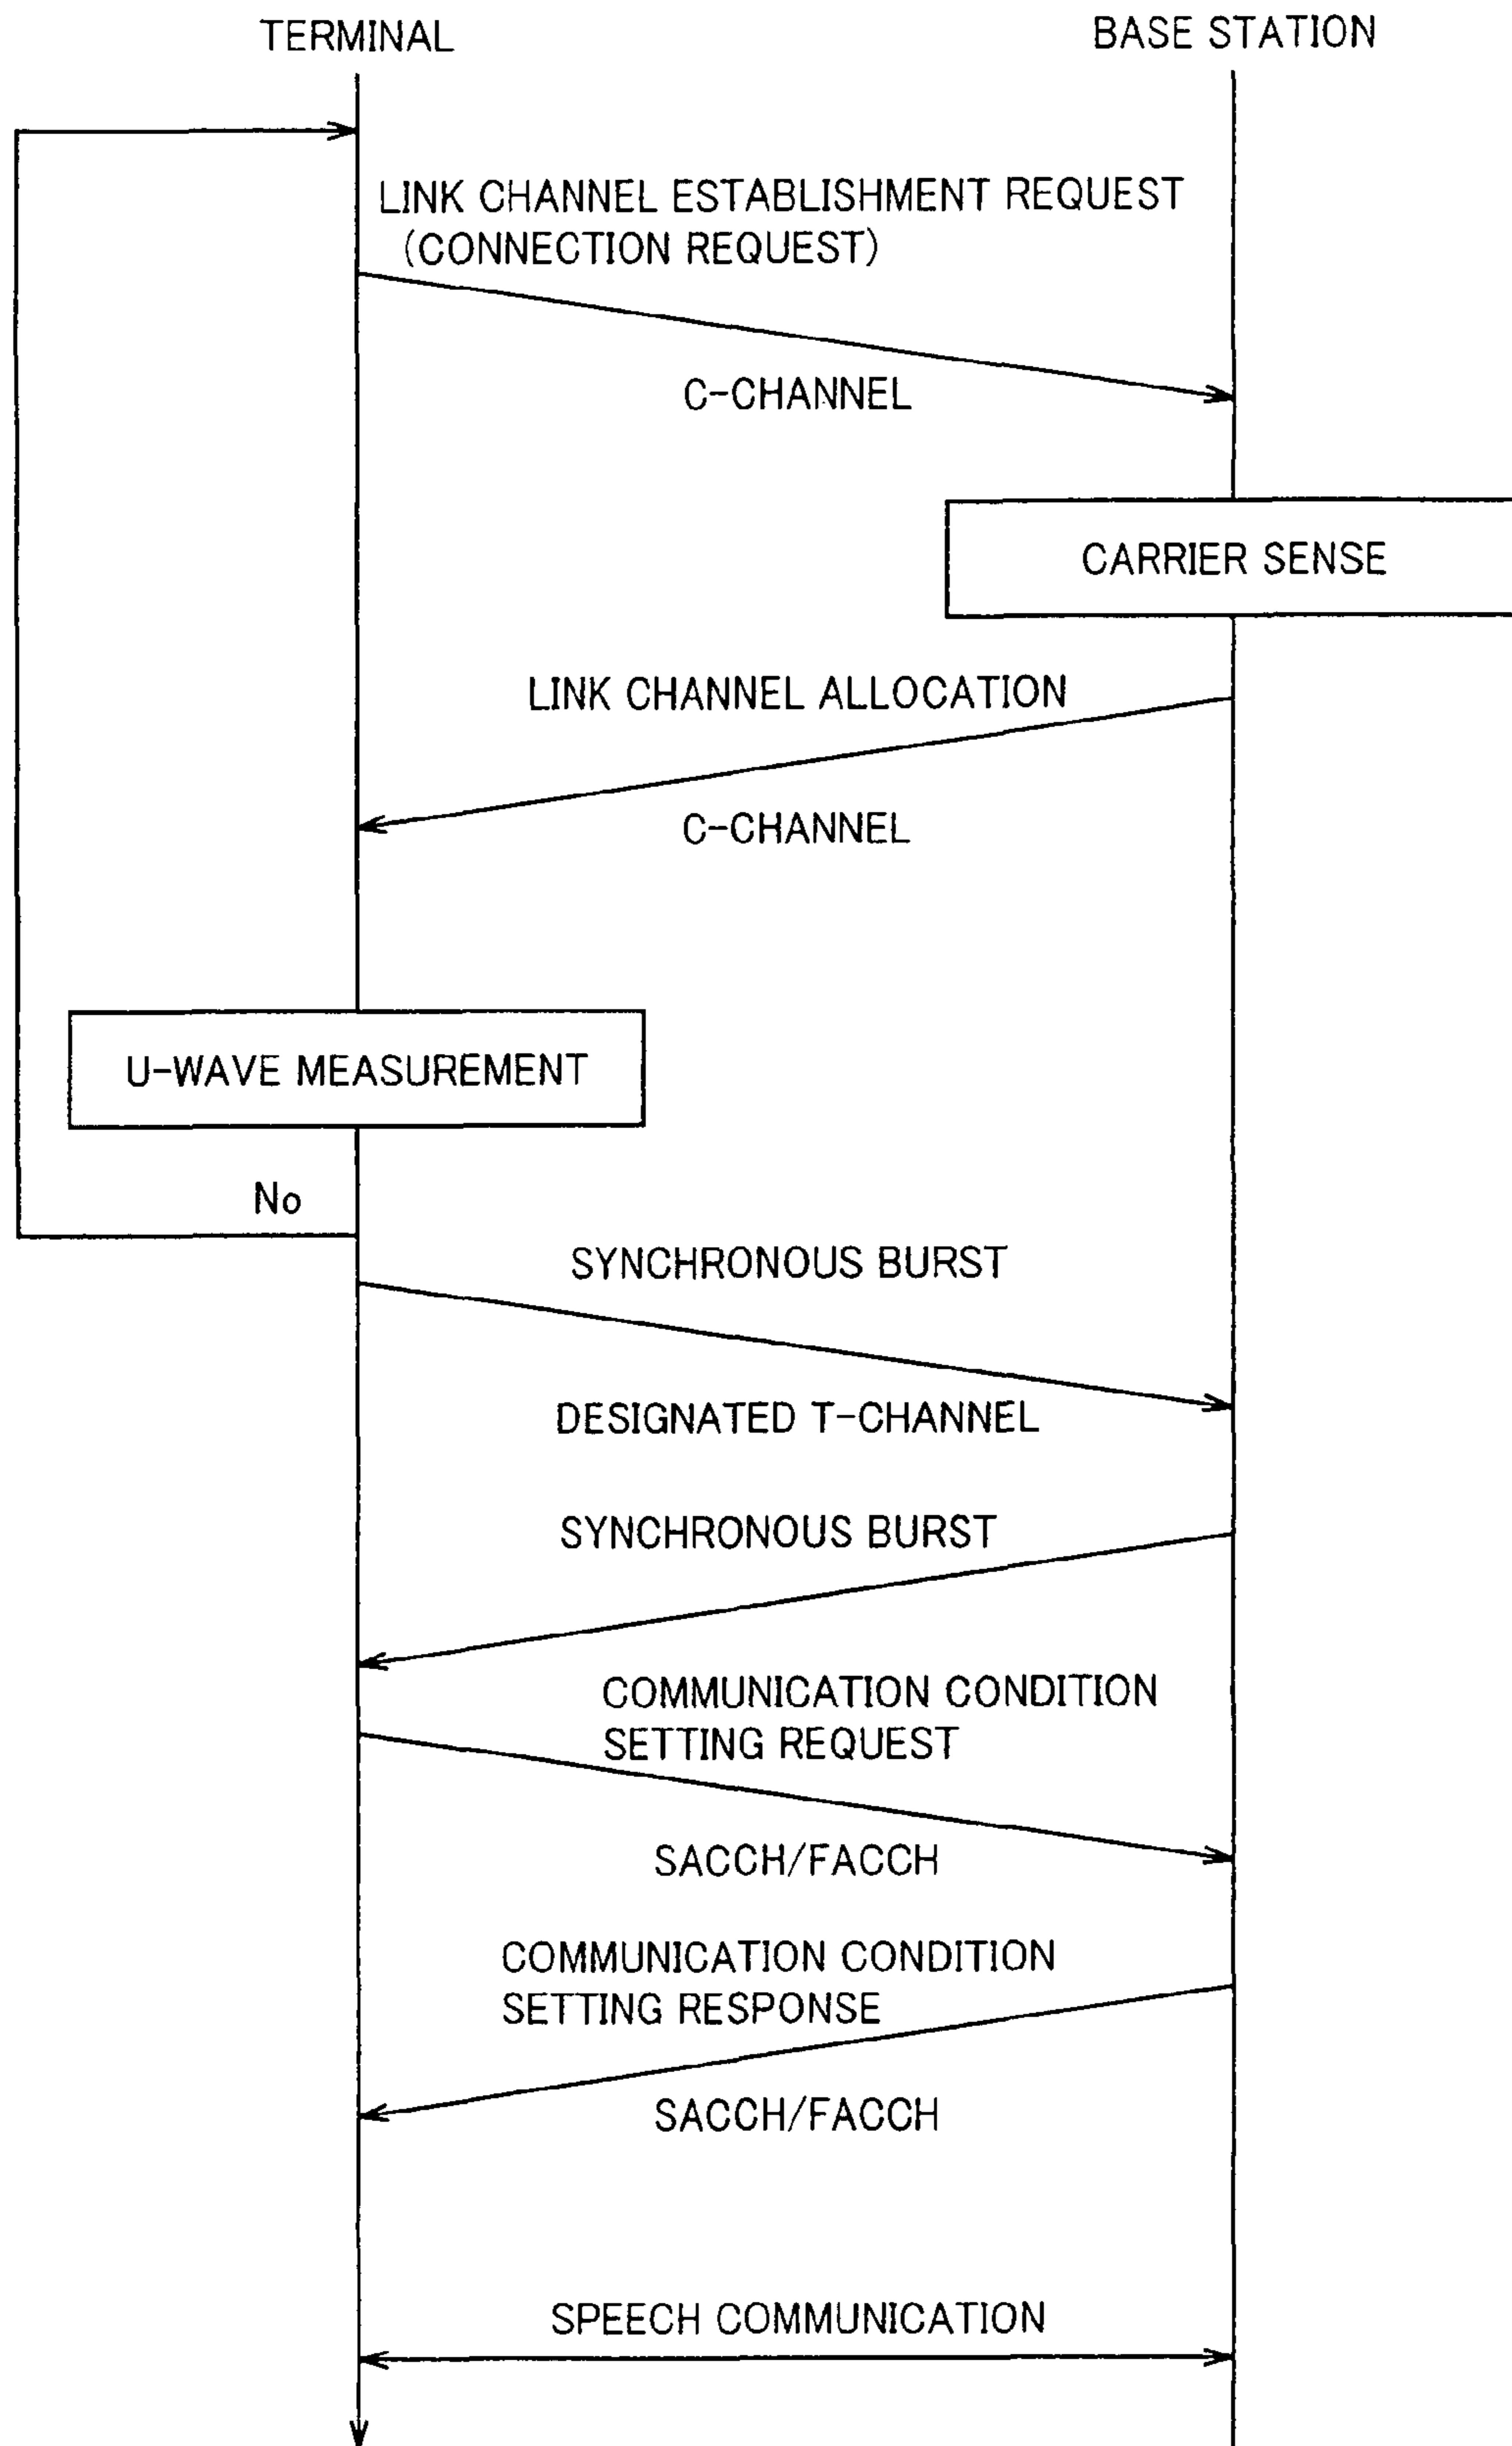 TERMINAL
BASE STATION
LINK CHANNEL ESTABLISHMENT REQUEST
(CONNECTION REQUEST)
C-CHANNEL
CARRIER SENSE
LINK CHANNEL ALLOCATION
C-CHANNEL
U-WAVE MEASUREMENT
No
SYNCHRONOUS BURST
DESIGNATED T-CHANNEL
SYNCHRONOUS BURST
COMMUNICATION CONDITION
SETTING REQUEST
SACCH/FACCH
COMMUNICATION CONDITION
SETTING RESPONSE
SACCH/FACCH
SPEECH COMMUNICATION